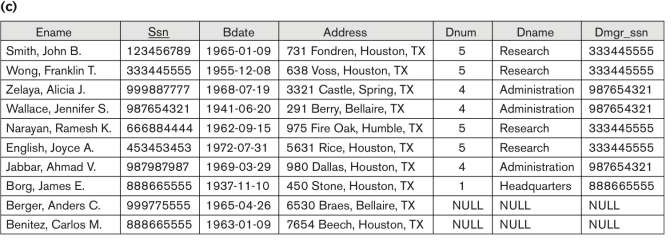 (c)
Ename Ssn Bdate Address Dnum Dname Dmgr_ssn
Smith, John B. 123456789 1965-01-09 731 Fondren, Houston, TX 5 Research 333445555
Wong, Franklin T. 333445555 1955-12-08 638 Voss, Houston, TX 5 Research 333445555
Zelaya, Alicia J. 999887777 1968-07-19 3321 Castle, Spring, TX 4 Administration 987654321
Wallace, Jennifer S. 987654321 1941-06-20 291 Berry, Bellaire, TX 4 Administration 987654321
Narayan, Ramesh K. 666884444 1962-09-15 975 Fire Oak, Humble, TX 5 Research 333445555
English, Joyce A. 453453453 1972-07-31 5631 Rice, Houston, TX 5 Research 333445555
Jabbar, Ahmad V. 987987987 1969-03-29 980 Dallas, Houston, TX 4 Administration 987654321
Borg, James E. 888665555 1937-11-10 450 Stone, Houston, TX 1 Headquarters 888665555
Berger, Anders C. 999775555 1965-04-26 6530 Braes, Bellaire, TX NULL NULL NULL
Benitez, Carlos M. 888665555 1963-01-09 7654 Beech, Houston, TX NULL NULL NULL